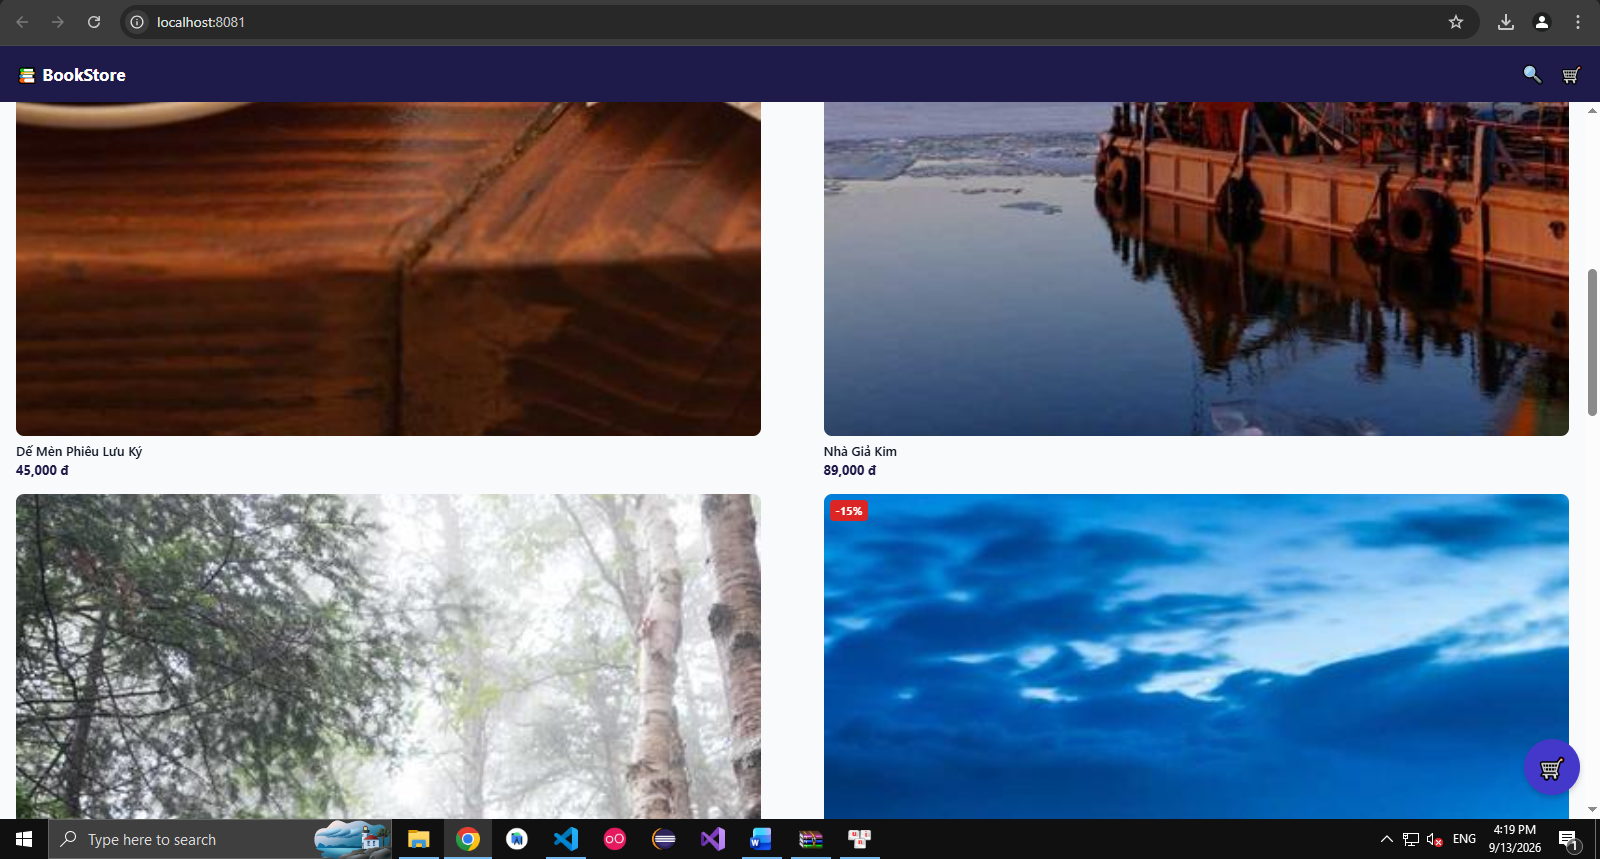 localhost:8081
BookStore
Dế Mèn Phiêu Lưu Ký
45,000 đ
Nhà Giả Kim
89,000 đ
-15%
Type here to search
ENG
4:19 PM
9/13/2026
1